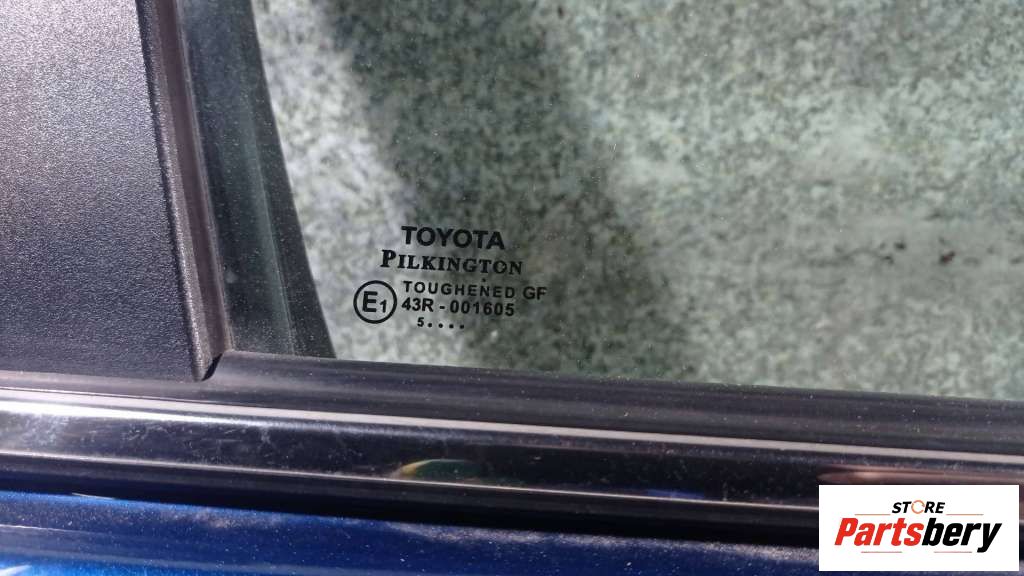 TOYOTA
PILKINGTON
TOUGHENED GF
E1 43R - 001605
5....
STORE
Partsbery